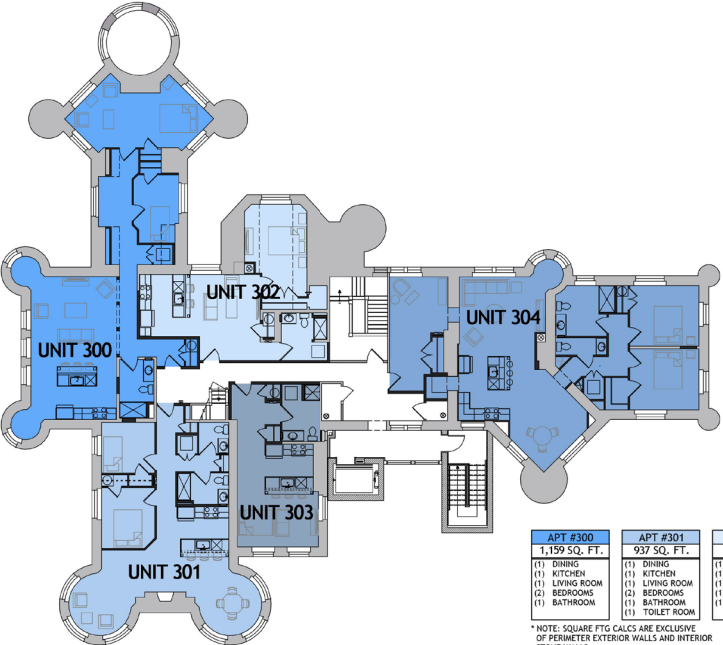 UNIT 302
UNIT 304
UNIT 300
UNIT 303
UNIT 301
APT #300
1,159 SQ. FT.
(1) DINING
(1) KITCHEN
(1) LIVING ROOM
(2) BEDROOMS
(1) BATHROOM
APT #301
937 SQ. FT.
(1) DINING
(1) KITCHEN
(1) LIVING ROOM
(2) BEDROOMS
(1) BATHROOM
(1) TOILET ROOM
* NOTE: SQUARE FTG CALCS ARE EXCLUSIVE
OF PERIMETER EXTERIOR WALLS AND INTERIOR